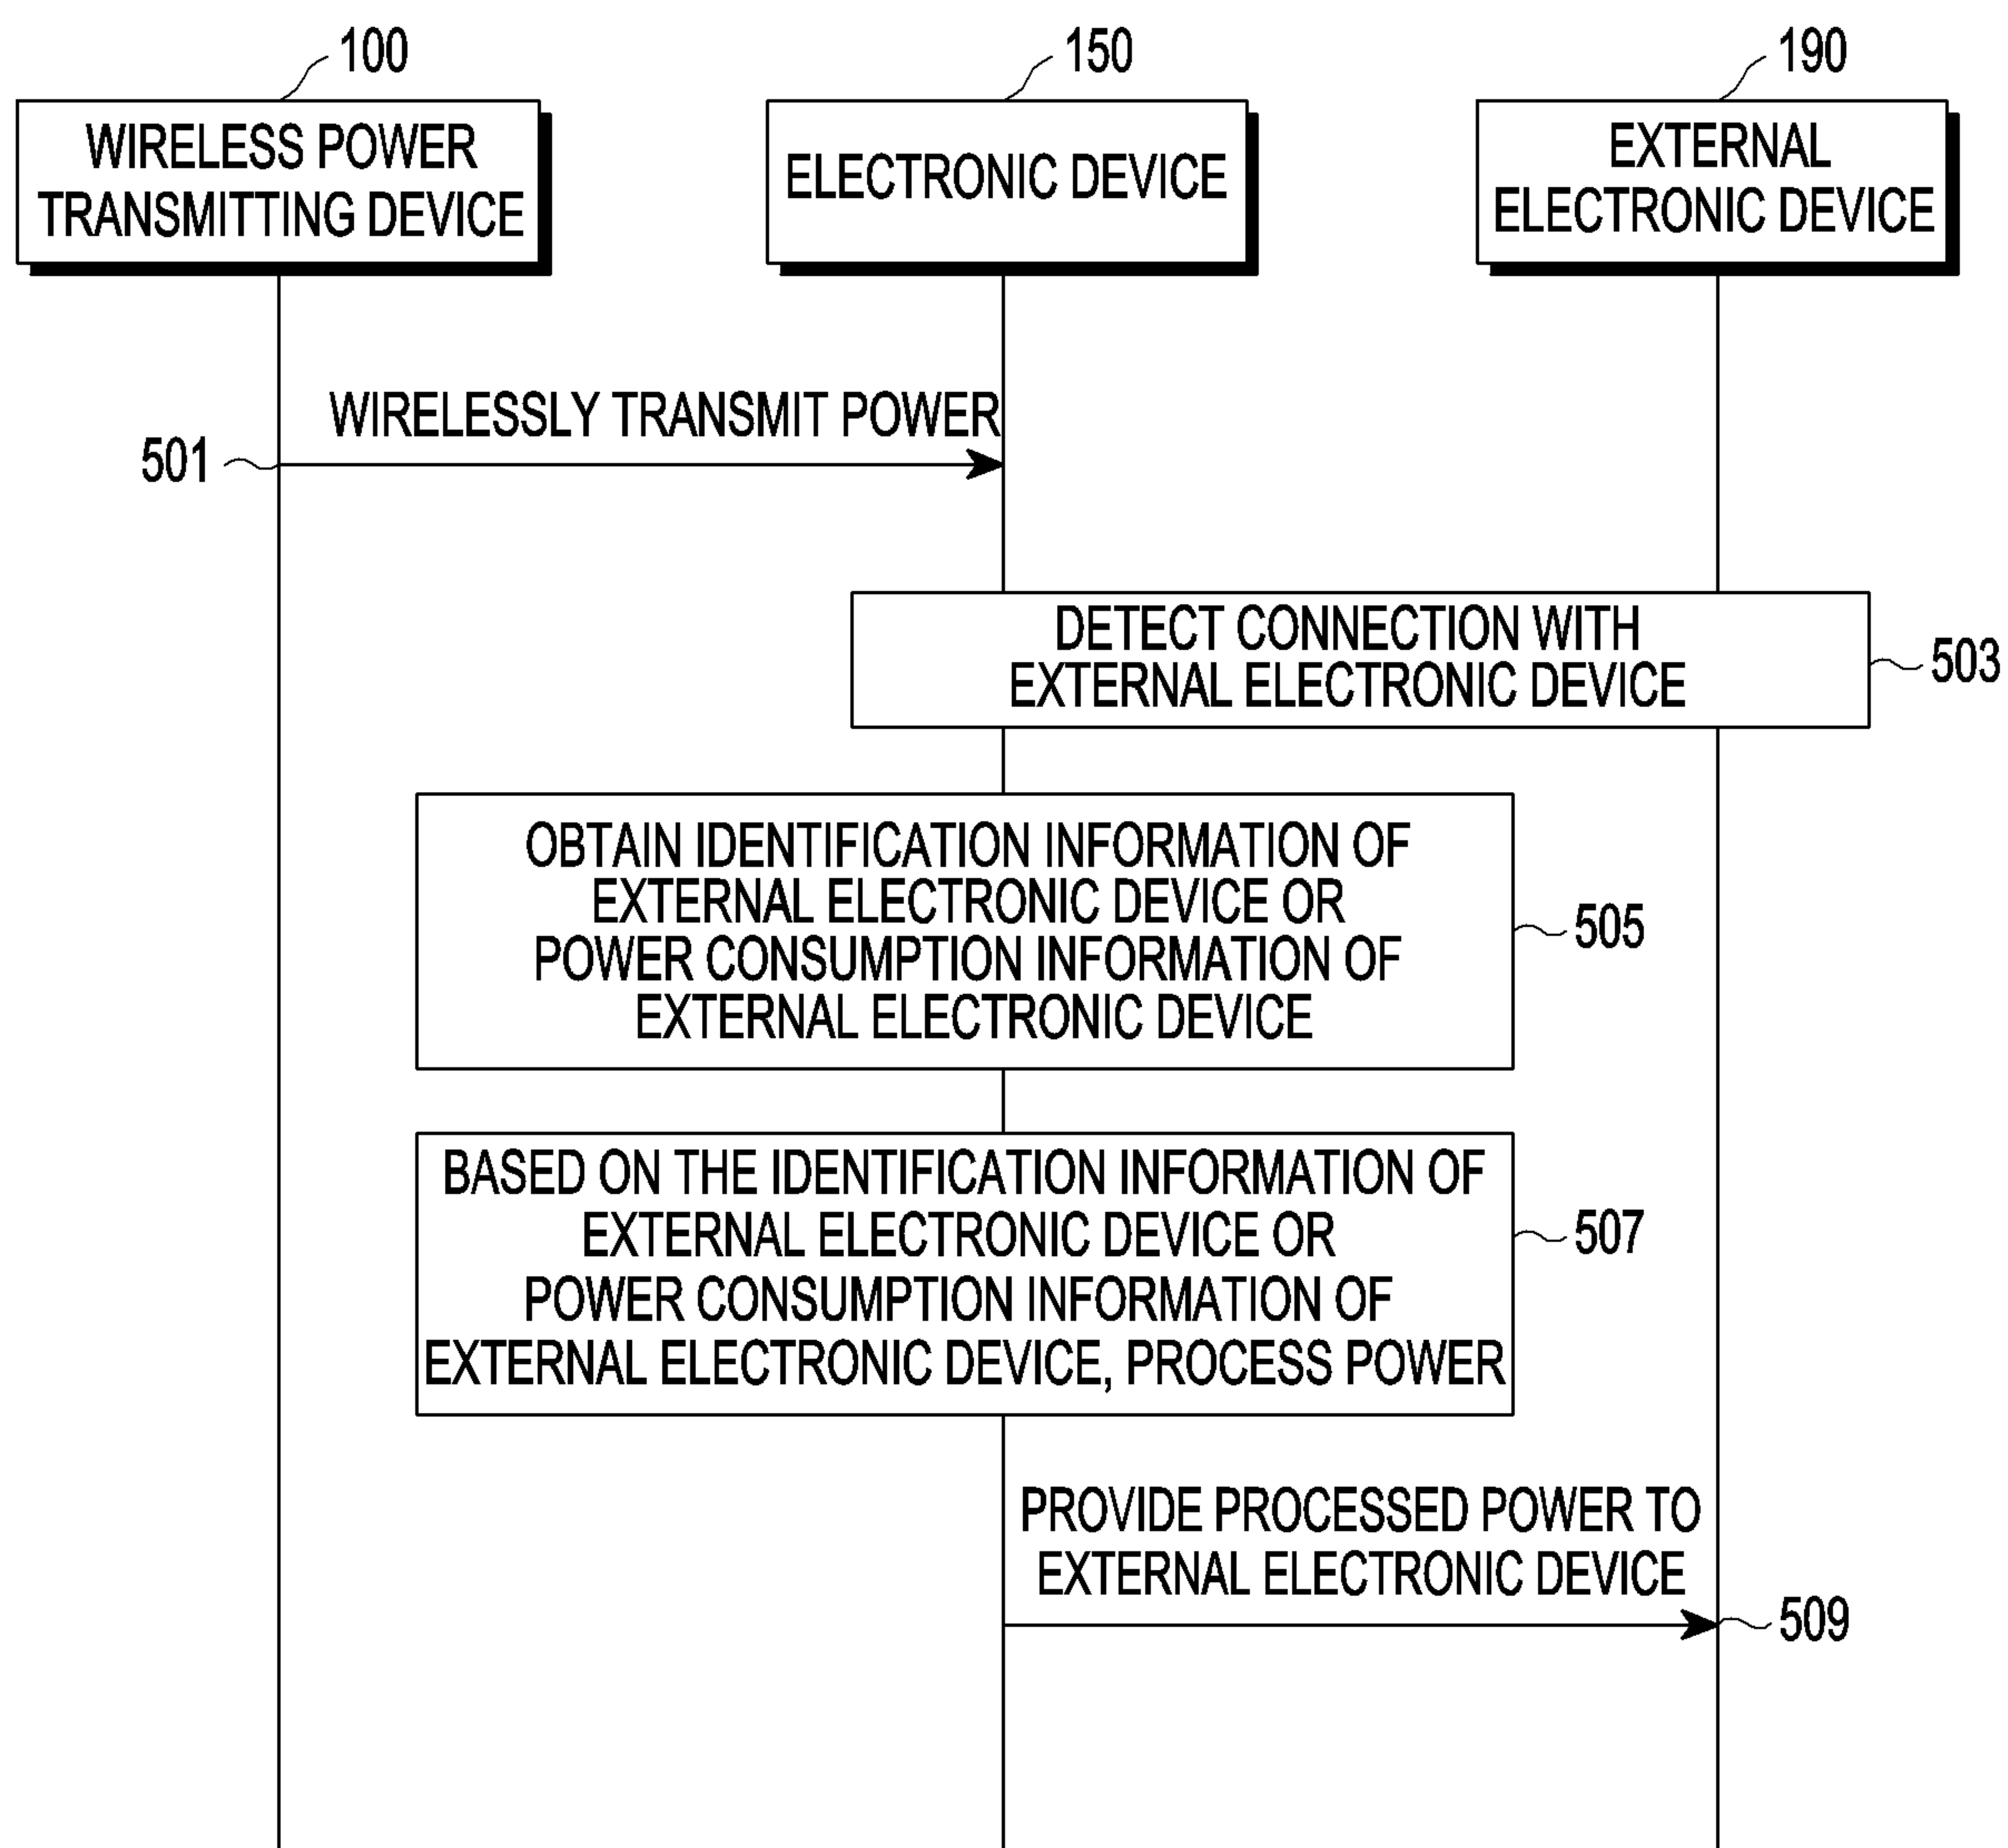 100
150
190
WIRELESS POWER
TRANSMITTING DEVICE
ELECTRONIC DEVICE
EXTERNAL
ELECTRONIC DEVICE
WIRELESSLY TRANSMIT POWER
501
DETECT CONNECTION WITH
EXTERNAL ELECTRONIC DEVICE
503
OBTAIN IDENTIFICATION INFORMATION OF
EXTERNAL ELECTRONIC DEVICE OR
POWER CONSUMPTION INFORMATION OF
EXTERNAL ELECTRONIC DEVICE
505
BASED ON THE IDENTIFICATION INFORMATION OF
EXTERNAL ELECTRONIC DEVICE OR
POWER CONSUMPTION INFORMATION OF
EXTERNAL ELECTRONIC DEVICE, PROCESS POWER
507
PROVIDE PROCESSED POWER TO
EXTERNAL ELECTRONIC DEVICE
509